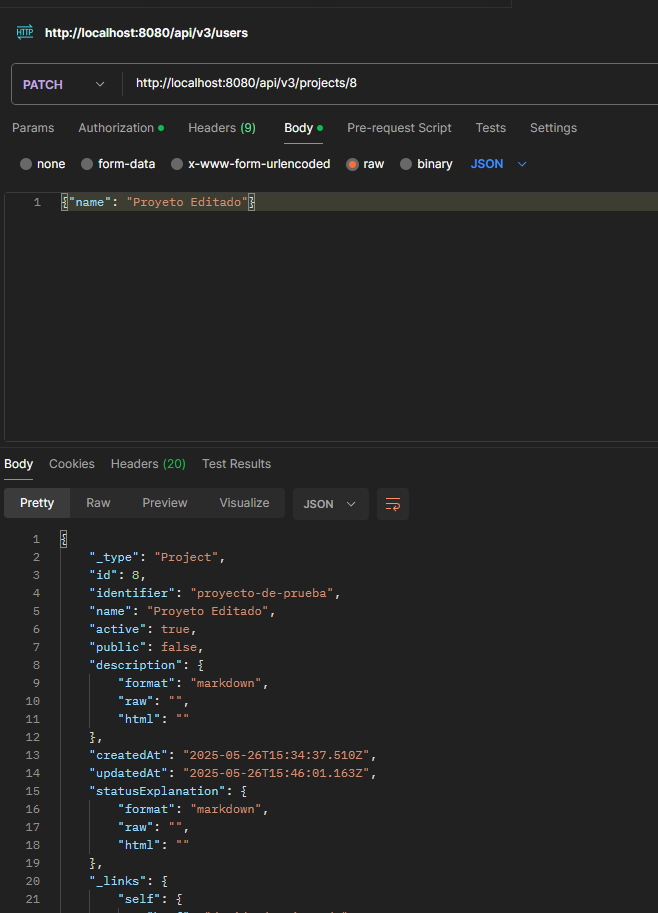 HTTP http://localhost:8080/api/v3/users
PATCH http://localhost:8080/api/v3/projects/8
Params Authorization Headers (9) Body Pre-request Script Tests Settings
none form-data x-www-form-urlencoded raw binary JSON
1 {"name": "Proyeto Editado"}
Body Cookies Headers (20) Test Results
Pretty Raw Preview Visualize JSON
1 {
2 "_type": "Project",
3 "id": 8,
4 "identifier": "proyecto-de-prueba",
5 "name": "Proyeto Editado",
6 "active": true,
7 "public": false,
8 "description": {
9 "format": "markdown",
10 "raw": "",
11 "html": ""
12 },
13 "createdAt": "2025-05-26T15:34:37.510Z",
14 "updatedAt": "2025-05-26T15:46:01.163Z",
15 "statusExplanation": {
16 "format": "markdown",
17 "raw": "",
18 "html": ""
19 },
20 "_links": {
21 "self": {